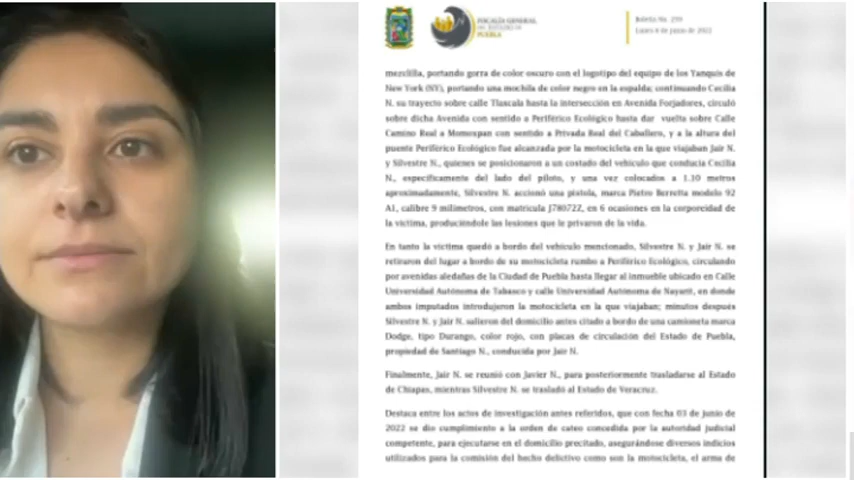 FISCALÍA GENERAL
DEL ESTADO DE
PUEBLA
Boletín No. 259
Lunes 6 de junio de 2022
mezclilla, portando gorra de color oscuro con el logotipo del equipo de los Yanquis de
New York (NY), portando una mochila de color negro en la espalda; continuando Cecilia
N. su trayecto sobre calle Tlaxcala hasta la intersección en Avenida Forjadores, circuló
sobre dicha Avenida con sentido a Periférico Ecológico hasta dar vuelta sobre Calle
Camino Real a Momoxpan con sentido a Privada Real del Caballero, y a la altura del
puente Periférico Ecológico fue alcanzada por la motocicleta en la que viajaban Jair N.
y Silvestre N., quienes se posicionaron a un costado del vehículo que conducía Cecilia
N., específicamente del lado del piloto, y una vez colocados a 1.10 metros
aproximadamente, Silvestre N. accionó una pistola, marca Pietro Berretta modelo 92
A1, calibre 9 milímetros, con matrícula J78072Z, en 6 ocasiones en la corporeidad de
la víctima, produciéndole las lesiones que le privaron de la vida.
En tanto la víctima quedó a bordo del vehículo mencionado, Silvestre N. y Jair N. se
retiraron del lugar a bordo de su motocicleta rumbo a Periférico Ecológico, circulando
por avenidas aledañas de la Ciudad de Puebla hasta llegar al inmueble ubicado en Calle
Universidad Autónoma de Tabasco y calle Universidad Autónoma de Nayarit, en donde
ambos imputados introdujeron la motocicleta en la que viajaban; minutos después
Silvestre N. y Jair N. salieron del domicilio antes citado a bordo de una camioneta marca
Dodge, tipo Durango, color rojo, con placas de circulación del Estado de Puebla,
propiedad de Santiago N., conducida por Jair N.
Finalmente, Jair N. se reunió con Javier N., para posteriormente trasladarse al Estado
de Chiapas, mientras Silvestre N. se trasladó al Estado de Veracruz.
Destaca entre los actos de investigación antes referidos, que con fecha 03 de junio de
2022 se dio cumplimiento a la orden de cateo concedida por la autoridad judicial
competente, para ejecutarse en el domicilio precitado, asegurándose diversos indicios
utilizados para la comisión del hecho delictivo como son la motocicleta, el arma de